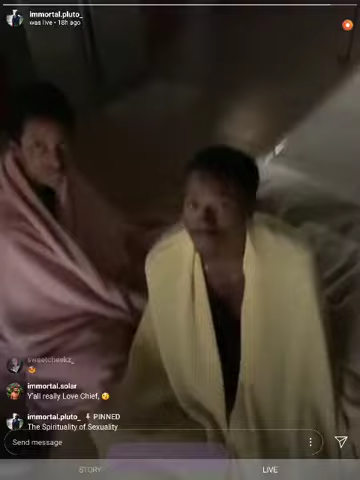 immortal.pluto_
was live • 18h ago
sweetcheekz_
😍
immortal.solar
Y'all really Love Chief, 😘
immortal.pluto_ PINNED
The Spirituality of Sexuality
Send message
STORY LIVE